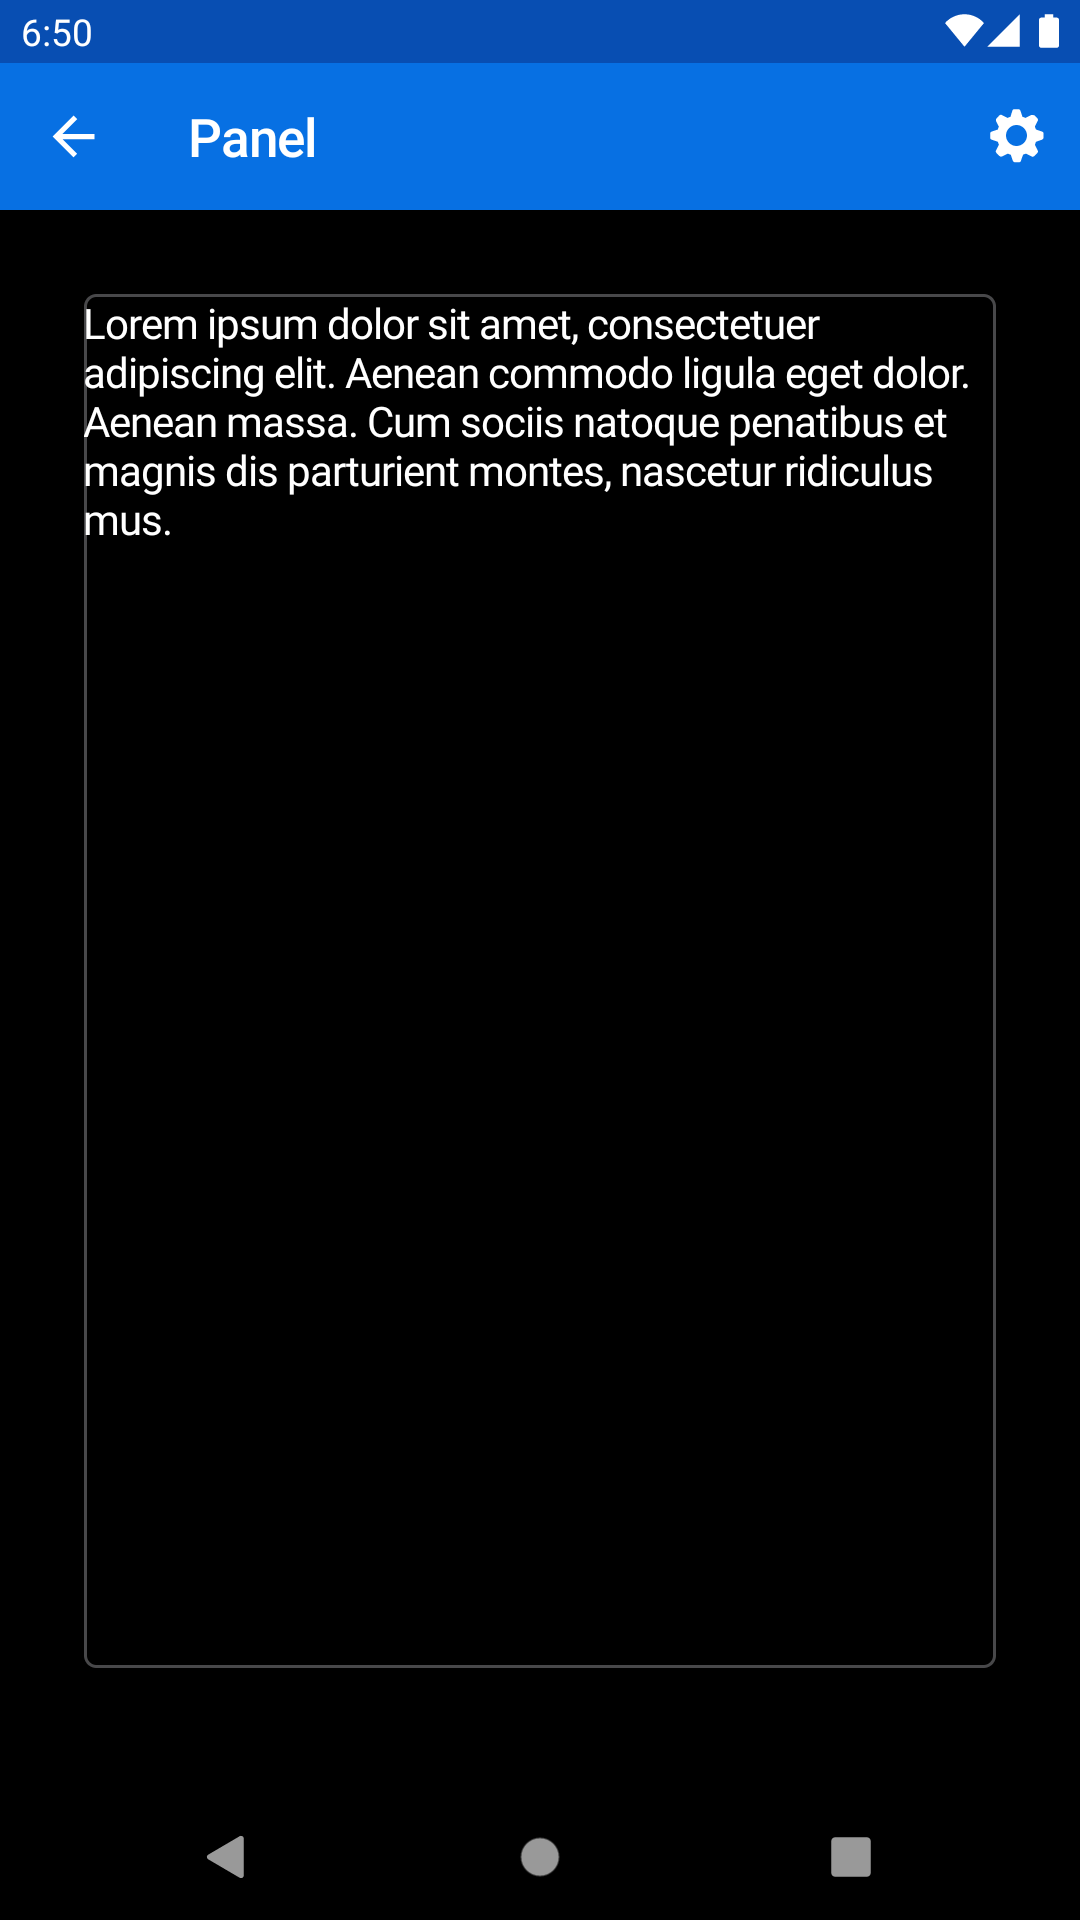 6:50
Panel
Lorem ipsum dolor sit amet, consectetuer
adipiscing elit. Aenean commodo ligula eget dolor.
Aenean massa. Cum sociis natoque penatibus et
magnis dis parturient montes, nascetur ridiculus
mus.